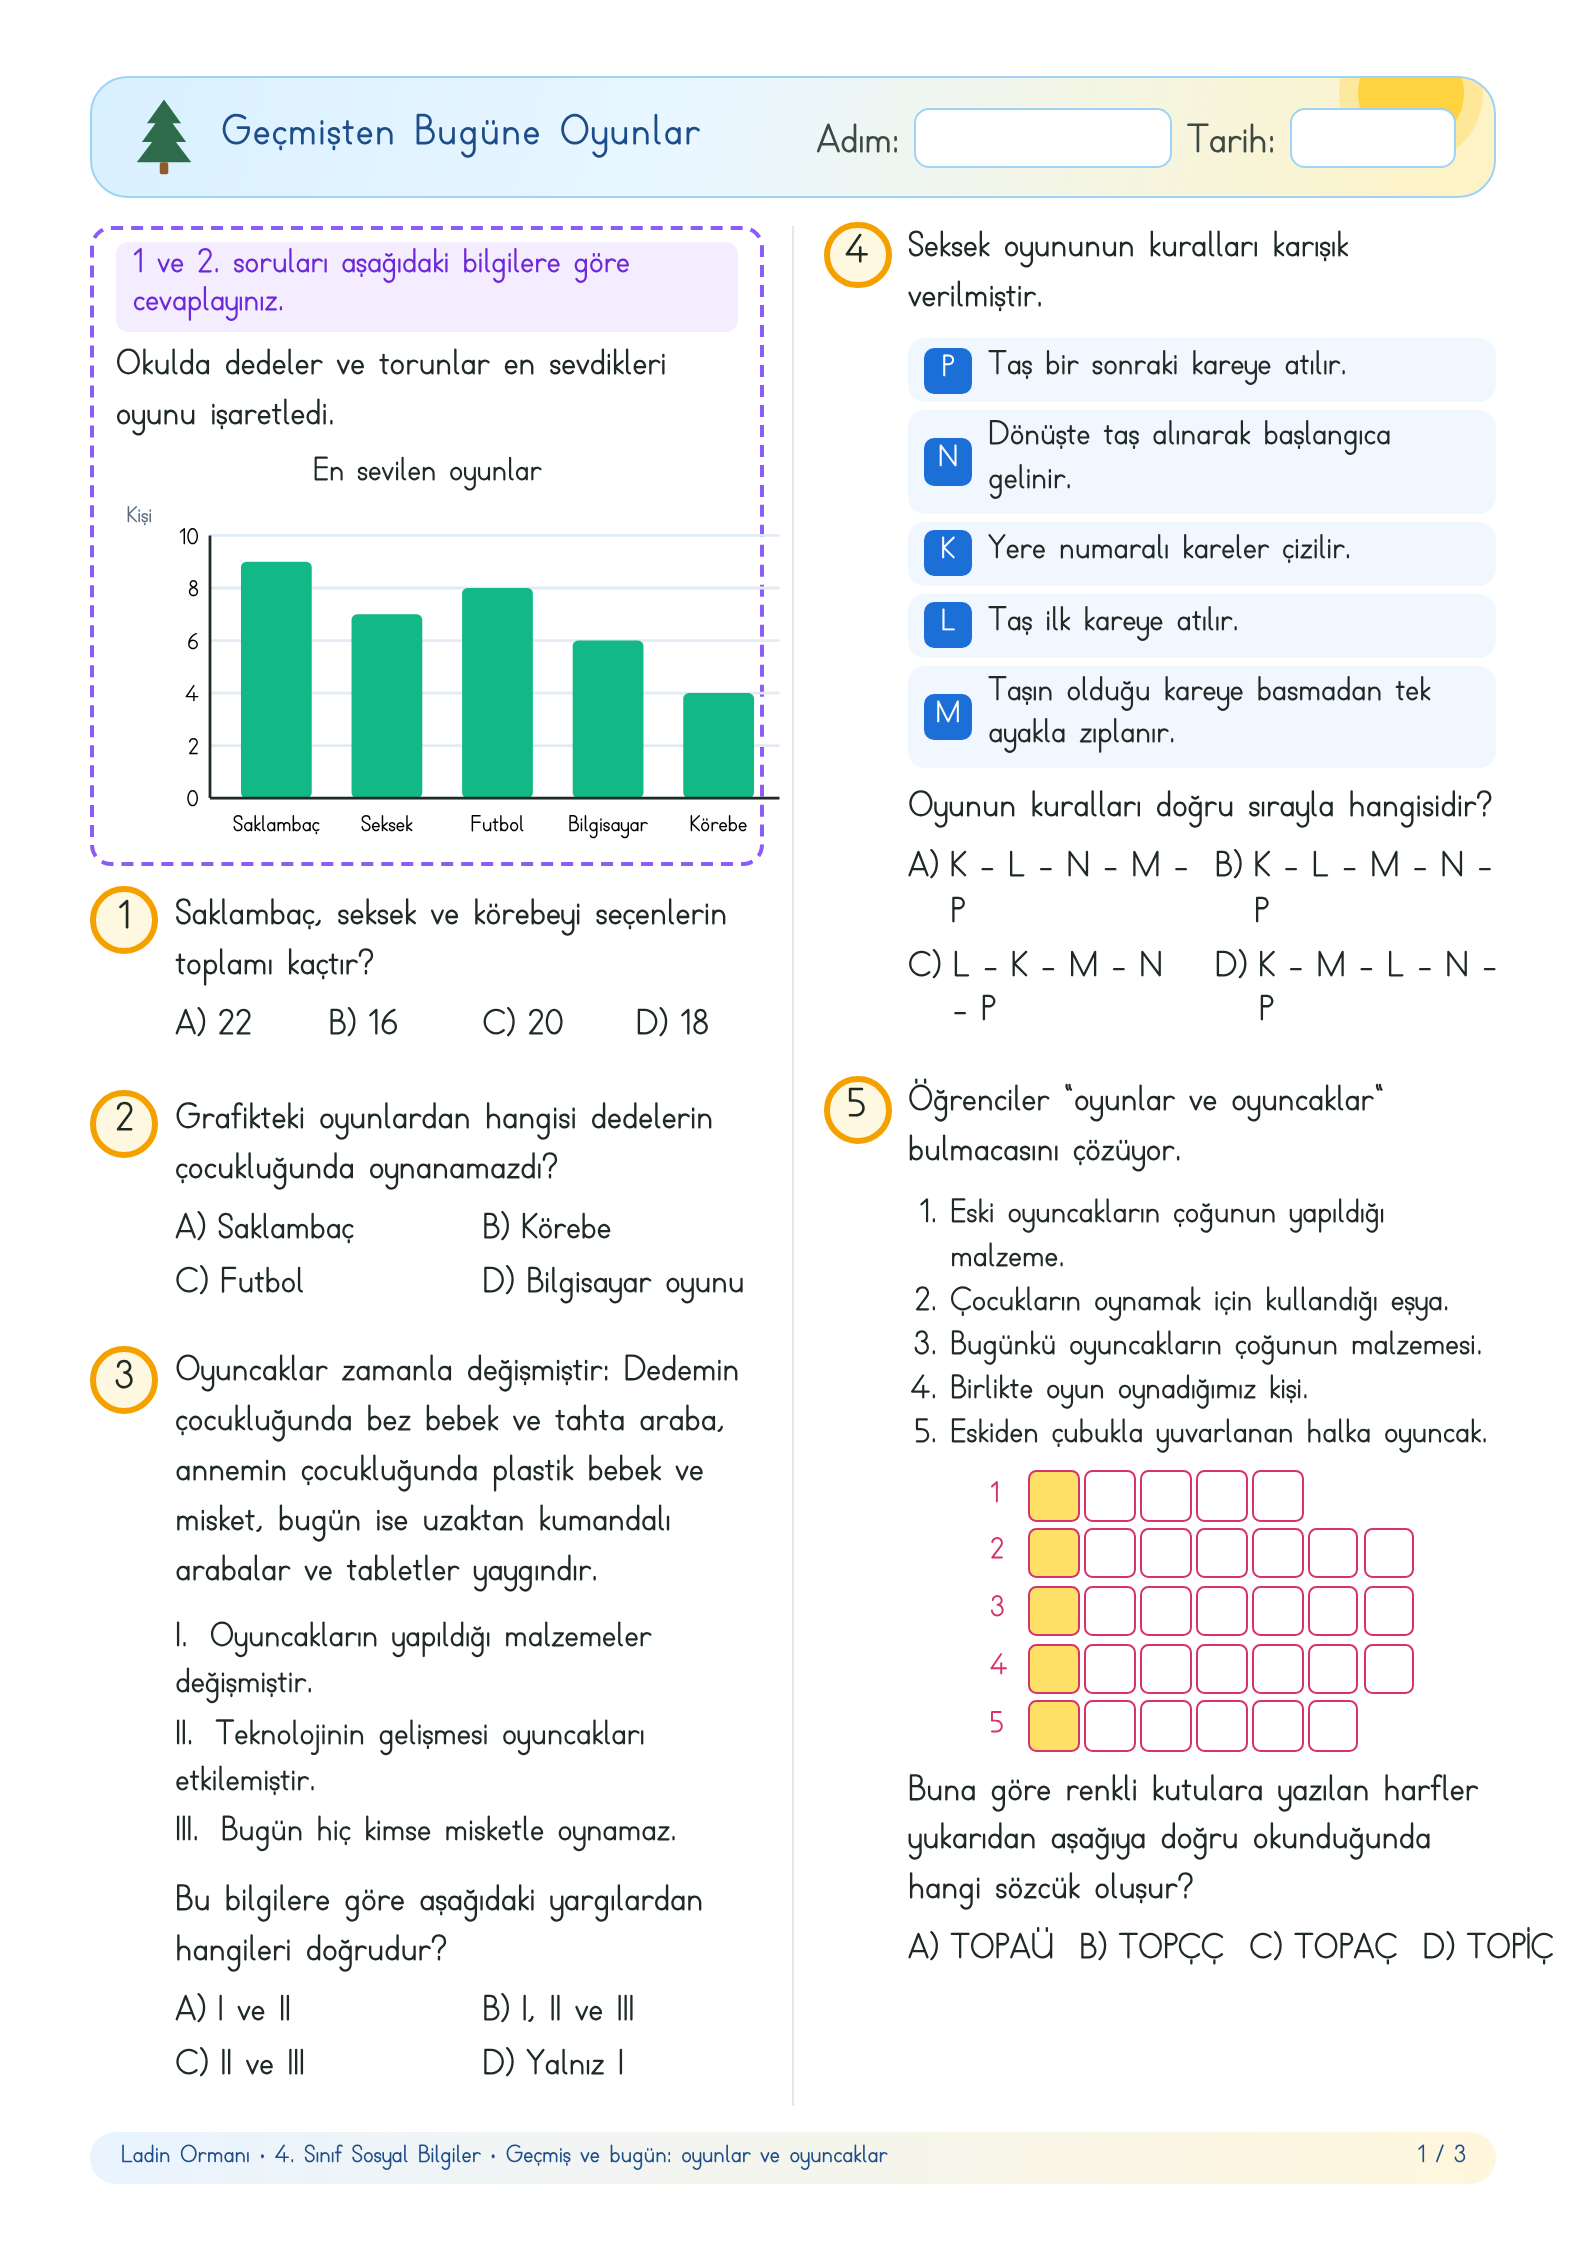 Geçmişten Bugüne Oyunlar
Adım:
Tarih:
1 ve 2. soruları aşağıdaki bilgilere göre
cevaplayınız.
Okulda dedeler ve torunlar en sevdikleri
oyunu işaretledi.
En sevilen oyunlar
Kişi
10
8
6
4
2
0
Saklambaç Seksek Futbol Bilgisayar Körebe
1
Saklambaç, seksek ve körebeyi seçenlerin
toplamı kaçtır?
A) 22 B) 16 C) 20 D) 18
2
Grafikteki oyunlardan hangisi dedelerin
çocukluğunda oynanamazdı?
A) Saklambaç B) Körebe
C) Futbol D) Bilgisayar oyunu
3
Oyuncaklar zamanla değişmiştir: Dedemin
çocukluğunda bez bebek ve tahta araba,
annemin çocukluğunda plastik bebek ve
misket, bugün ise uzaktan kumandalı
arabalar ve tabletler yaygındır.
I. Oyuncakların yapıldığı malzemeler
değişmiştir.
II. Teknolojinin gelişmesi oyuncakları
etkilemiştir.
III. Bugün hiç kimse misketle oynamaz.
Bu bilgilere göre aşağıdaki yargılardan
hangileri doğrudur?
A) I ve II B) I, II ve III
C) II ve III D) Yalnız I
4
Seksek oyununun kuralları karışık
verilmiştir.
P Taş bir sonraki kareye atılır.
N Dönüşte taş alınarak başlangıca
gelinir.
K Yere numaralı kareler çizilir.
L Taş ilk kareye atılır.
M Taşın olduğu kareye basmadan tek
ayakla zıplanır.
Oyunun kuralları doğru sırayla hangisidir?
A) K - L - N - M - B) K - L - M - N -
P P
C) L - K - M - N D) K - M - L - N -
- P P
5
Öğrenciler "oyunlar ve oyuncaklar"
bulmacasını çözüyor.
1. Eski oyuncakların çoğunun yapıldığı
malzeme.
2. Çocukların oynamak için kullandığı eşya.
3. Bugünkü oyuncakların çoğunun malzemesi.
4. Birlikte oyun oynadığımız kişi.
5. Eskiden çubukla yuvarlanan halka oyuncak.
1
2
3
4
5
Buna göre renkli kutulara yazılan harfler
yukarıdan aşağıya doğru okunduğunda
hangi sözcük oluşur?
A) TOPAÜ B) TOPÇÇ C) TOPAÇ D) TOPİÇ
Ladin Ormanı • 4. Sınıf Sosyal Bilgiler • Geçmiş ve bugün: oyunlar ve oyuncaklar
1 / 3